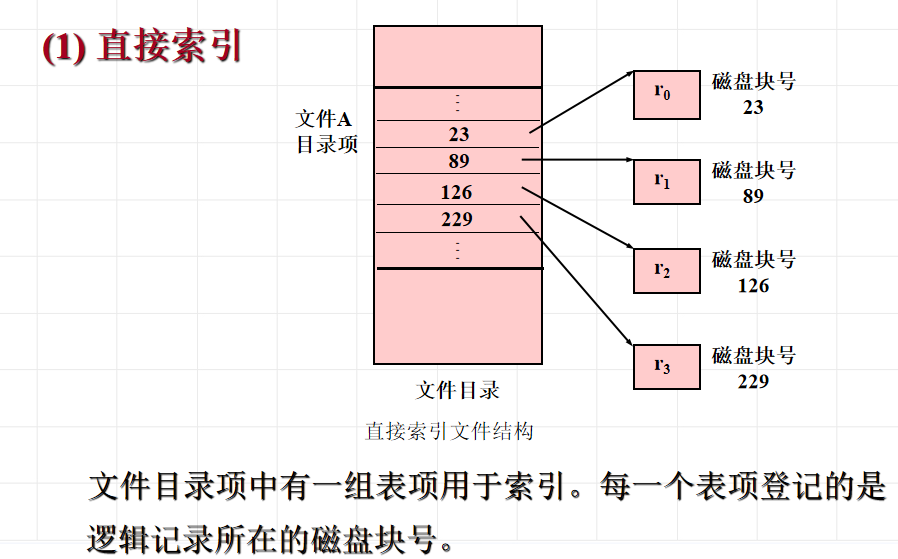 (1) 直接索引
文件A
目录项
⋮
23
89
126
229
⋮
r0
磁盘块号
23
r1
磁盘块号
89
r2
磁盘块号
126
r3
磁盘块号
229
文件目录
直接索引文件结构
文件目录项中有一组表项用于索引。每一个表项登记的是
逻辑记录所在的磁盘块号。